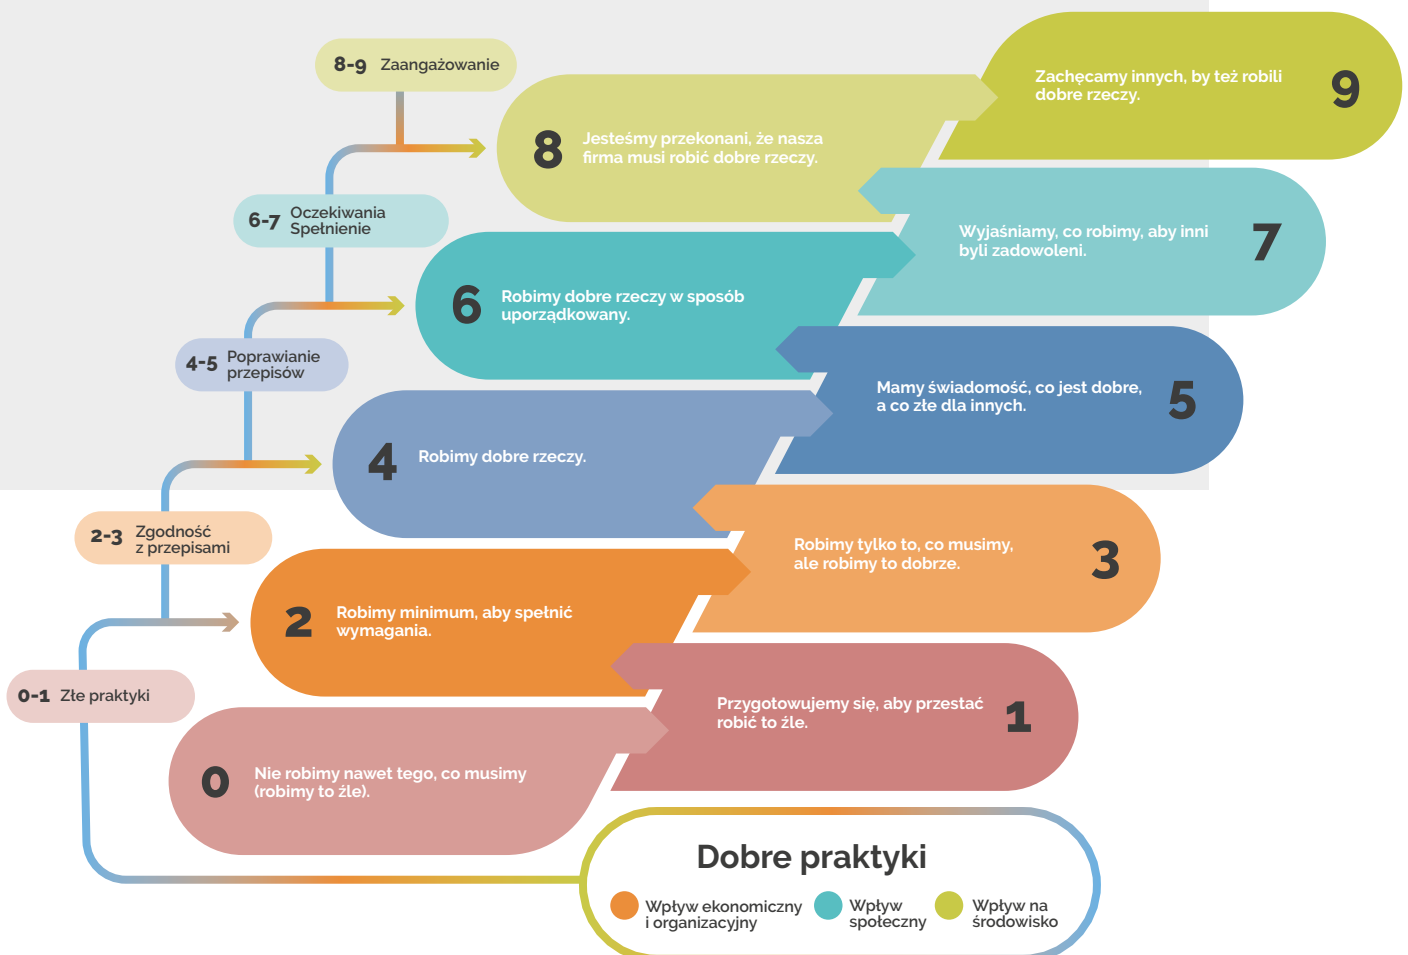 8-9 Zaangażowanie
9
Zachęcamy innych, by też robili
dobre rzeczy.
8
Jesteśmy przekonani, że nasza
firma musi robić dobre rzeczy.
6-7 Oczekiwania
Spełnienie
7
Wyjaśniamy, co robimy, aby inni
byli zadowoleni.
6
Robimy dobre rzeczy w sposób
uporządkowany.
4-5 Poprawianie
przepisów
5
Mamy świadomość, co jest dobre,
a co złe dla innych.
4
Robimy dobre rzeczy.
2-3 Zgodność
z przepisami
3
Robimy tylko to, co musimy,
ale robimy to dobrze.
2
Robimy minimum, aby spełnić
wymagania.
0-1 Złe praktyki
1
Przygotowujemy się, aby przestać
robić to źle.
0
Nie robimy nawet tego, co musimy
(robimy to źle).
Dobre praktyki
Wpływ ekonomiczny
i organizacyjny
Wpływ
społeczny
Wpływ na
środowisko